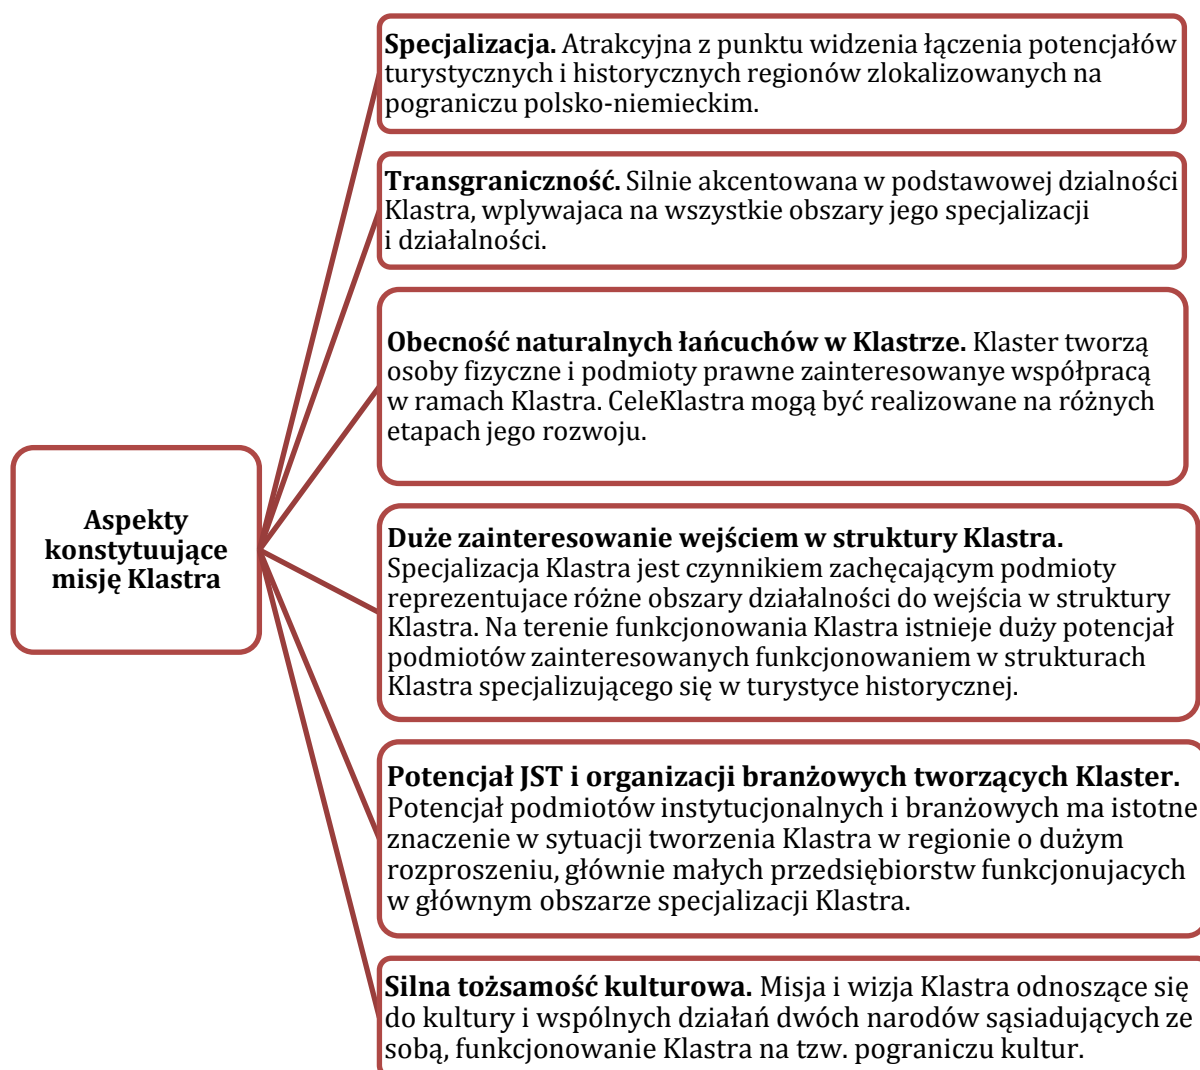 Specjalizacja. Atrakcyjna z punktu widzenia łączenia potencjałów
turystycznych i historycznych regionów zlokalizowanych na
pograniczu polsko-niemieckim.
Transgraniczność. Silnie akcentowana w podstawowej dzialności
Klastra, wplywajaca na wszystkie obszary jego specjalizacji
i działalności.
Obecność naturalnych łańcuchów w Klastrze. Klaster tworzą
osoby fizyczne i podmioty prawne zainteresowanye współpracą
w ramach Klastra. CeleKlastra mogą być realizowane na różnych
etapach jego rozwoju.
Aspekty
konstytuujące
misję Klastra
Duże zainteresowanie wejściem w struktury Klastra.
Specjalizacja Klastra jest czynnikiem zachęcającym podmioty
reprezentujace różne obszary działalności do wejścia w struktury
Klastra. Na terenie funkcjonowania Klastra istnieje duży potencjał
podmiotów zainteresowanych funkcjonowaniem w strukturach
Klastra specjalizującego się w turystyce historycznej.
Potencjał JST i organizacji branżowych tworzących Klaster.
Potencjał podmiotów instytucjonalnych i branżowych ma istotne
znaczenie w sytuacji tworzenia Klastra w regionie o dużym
rozproszeniu, głównie małych przedsiębiorstw funkcjonujacych
w głównym obszarze specjalizacji Klastra.
Silna tożsamość kulturowa. Misja i wizja Klastra odnoszące się
do kultury i wspólnych działań dwóch narodów sąsiadujących ze
sobą, funkcjonowanie Klastra na tzw. pograniczu kultur.